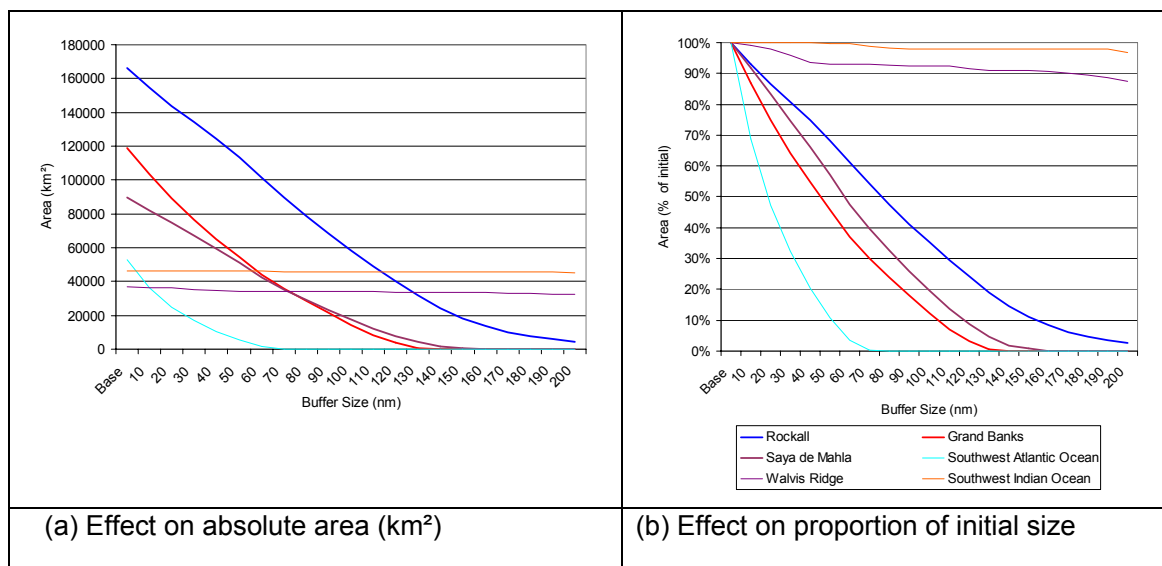 180000
160000
140000
120000
100000
80000
60000
40000
20000
0
Area (km²)
Base 10 20 30 40 50 60 70 80 90 100 110 120 130 140 150 160 170 180 190 200
Buffer Size (nm)
(a) Effect on absolute area (km²)
100%
90%
80%
70%
60%
50%
40%
30%
20%
10%
0%
Area (% of initial)
Base 10 20 30 40 50 60 70 80 90 100 110 120 130 140 150 160 170 180 190 200
Buffer Size (nm)
Rockall Grand Banks
Saya de Mahla Southwest Atlantic Ocean
Walvis Ridge Southwest Indian Ocean
(b) Effect on proportion of initial size